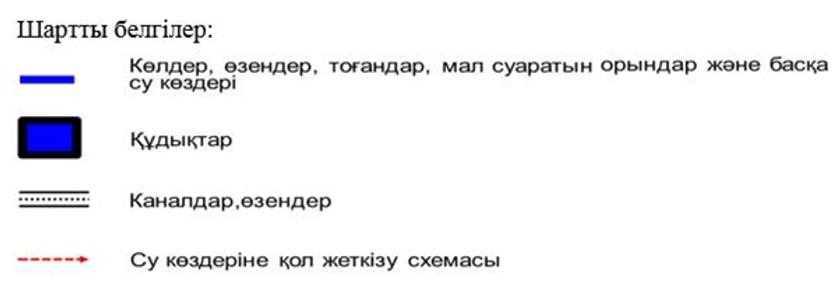 Шартты белгілер:
Көлдер, өзендер, тоғандар, мал суаратын орындар және басқа
су көздері
Құдықтар
Каналдар,өзендер
Су көздеріне қол жеткізу схемасы